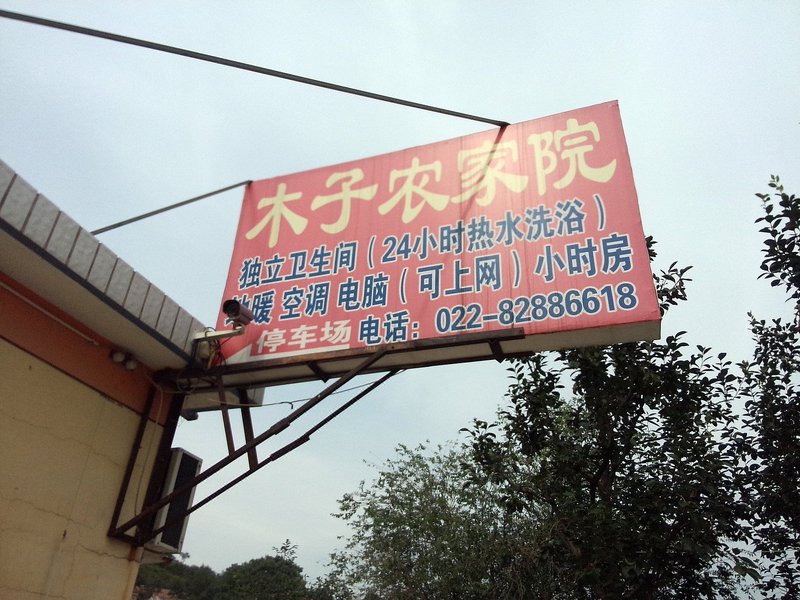 木子农家院
独立卫生间（24小时热水洗浴）
暖 空调 电脑（可上网）小时房
停车场 电话：022-82886618